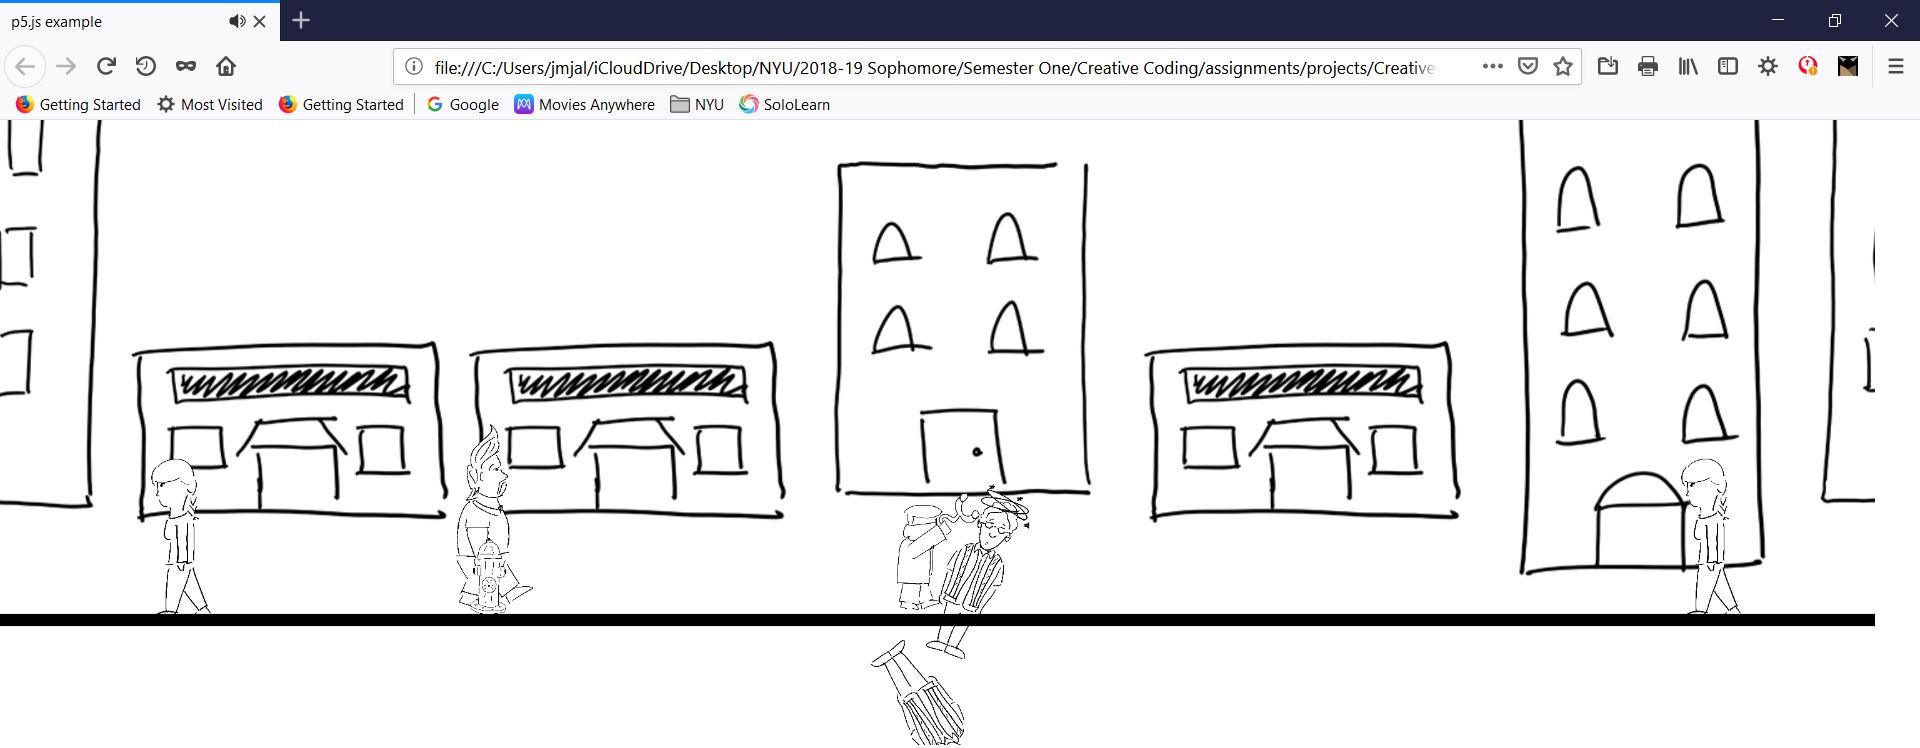 p5.js example
file:///C:/Users/jmjal/iCloudDrive/Desktop/NYU/2018-19 Sophomore/Semester One/Creative Coding/assignments/projects/Creative
Getting Started Most Visited Getting Started Google Movies Anywhere NYU SoloLearn